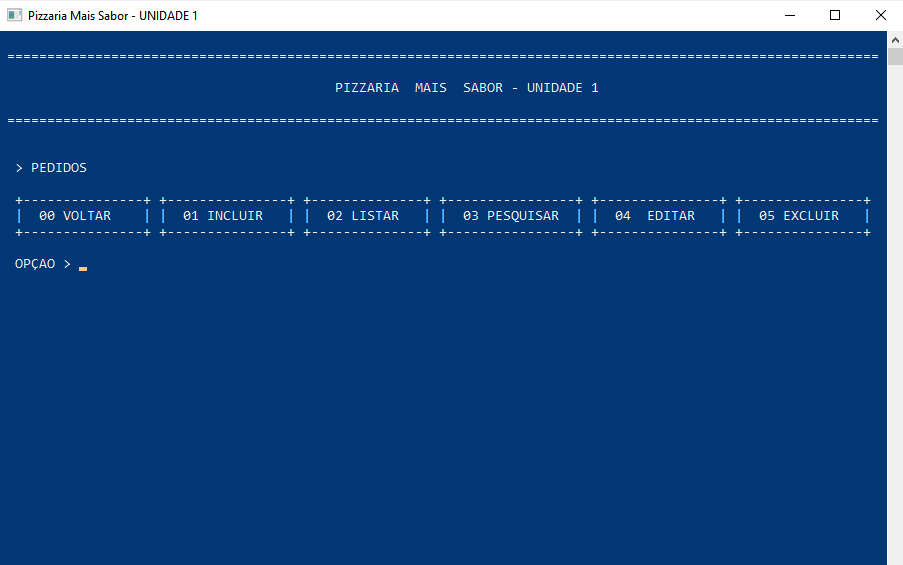 Pizzaria Mais Sabor - UNIDADE 1
=============================================================================================================
PIZZARIA  MAIS  SABOR - UNIDADE 1
=============================================================================================================
> PEDIDOS
+---------------+ +---------------+ +--------------+ +----------------+ +---------------+ +---------------+
|  00 VOLTAR    | |  01 INCLUIR   | |  02 LISTAR   | |  03 PESQUISAR  | |  04  EDITAR   | |  05 EXCLUIR   |
+---------------+ +---------------+ +--------------+ +----------------+ +---------------+ +---------------+
OPÇAO > _